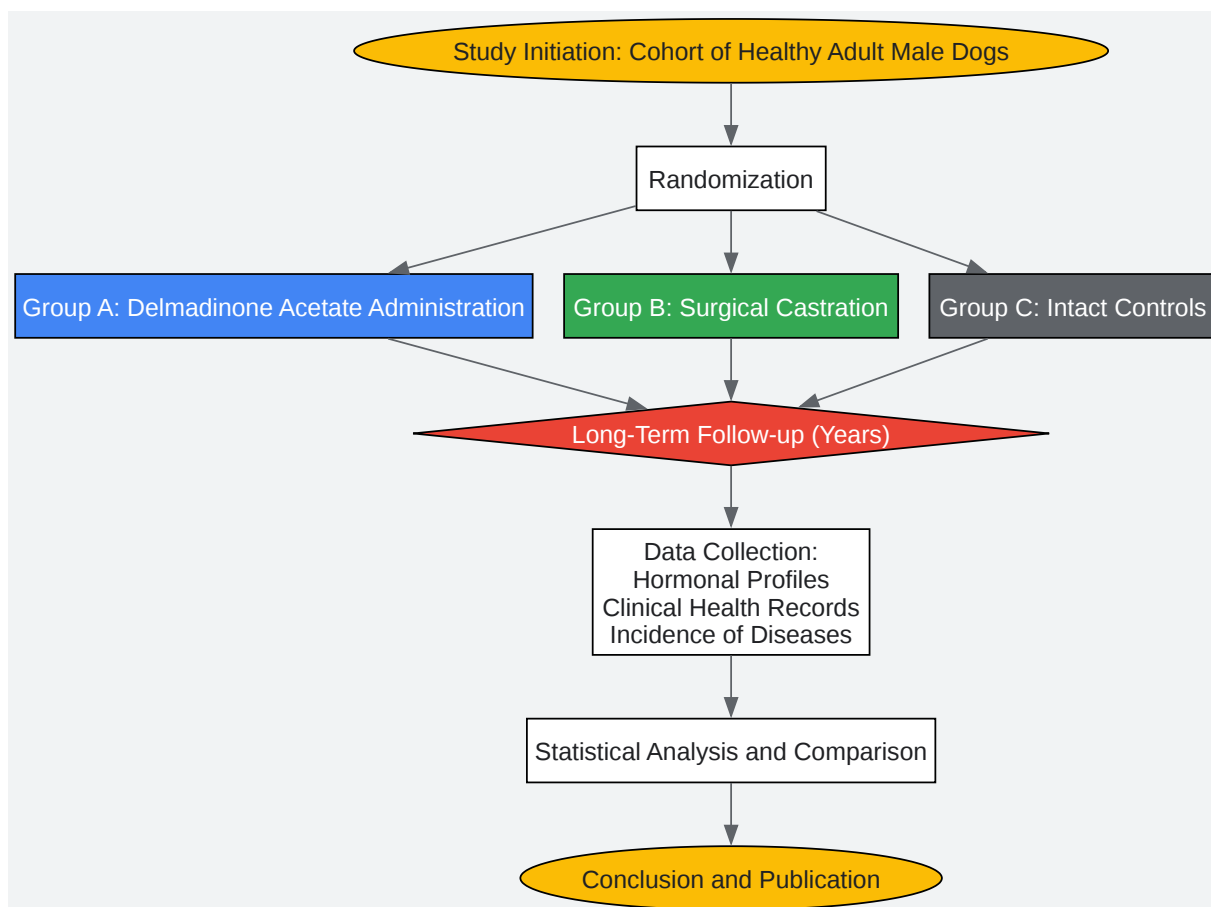 Study Initiation: Cohort of Healthy Adult Male Dogs
Randomization
Group A: Delmadinone Acetate Administration
Group B: Surgical Castration
Group C: Intact Controls
Long-Term Follow-up (Years)
Data Collection:
Hormonal Profiles
Clinical Health Records
Incidence of Diseases
Statistical Analysis and Comparison
Conclusion and Publication